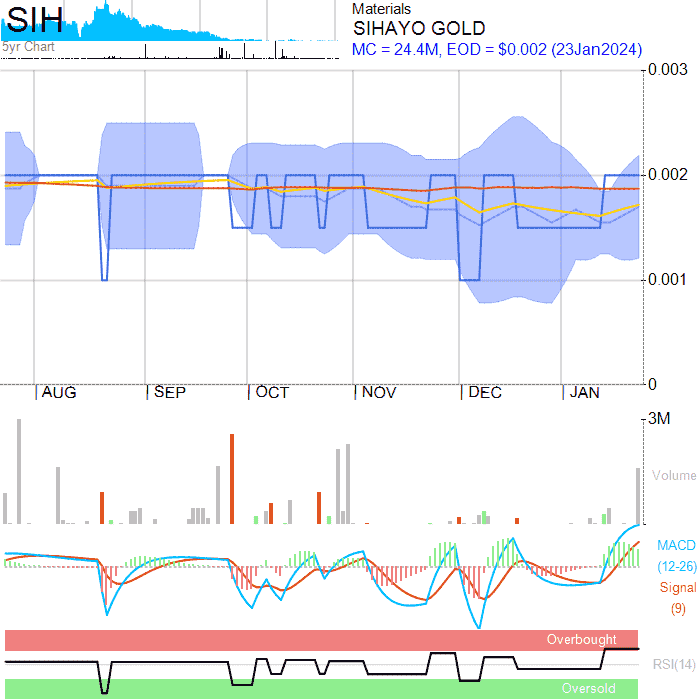 SIH
5yr Chart
Materials
SIHAYO GOLD
MC = 24.4M, EOD = $0.002 (23Jan2024)
0.003
0.002
0.001
0
AUG SEP OCT NOV DEC JAN
3M
Volume
MACD
(12-26)
Signal
(9)
Overbought
RSI(14)
Oversold